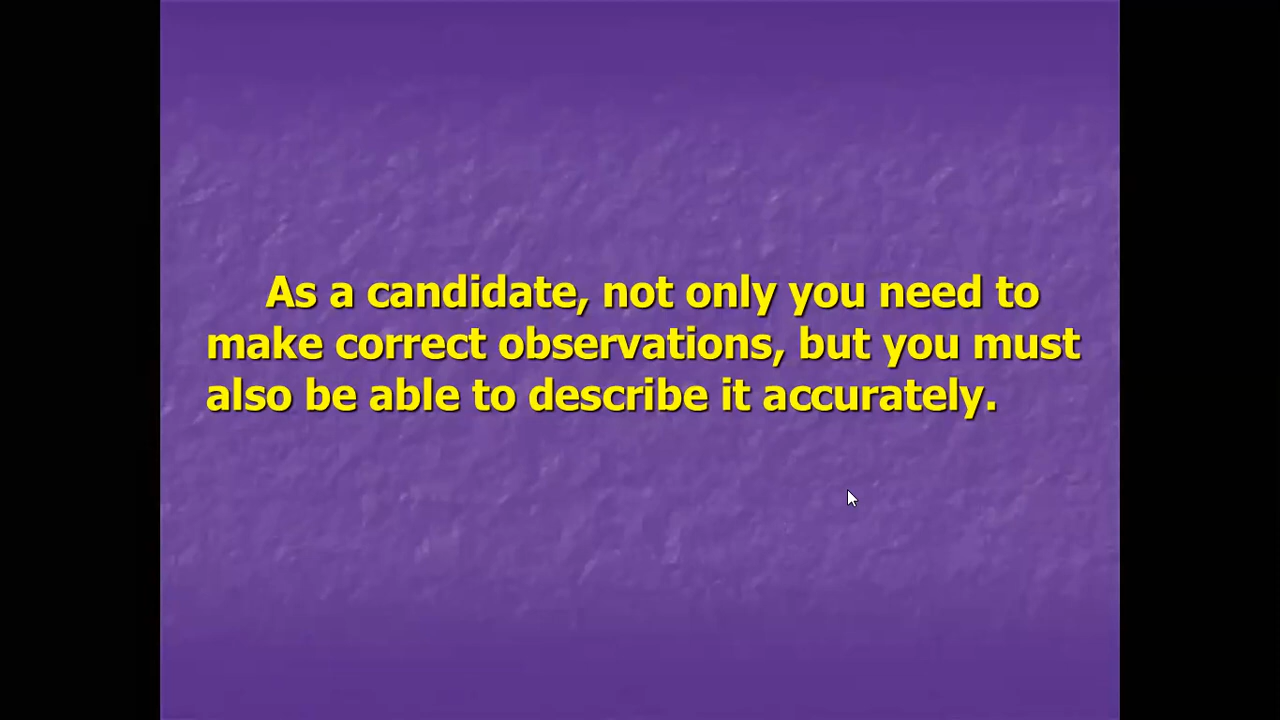 As a candidate, not only you need to
make correct observations, but you must
also be able to describe it accurately.